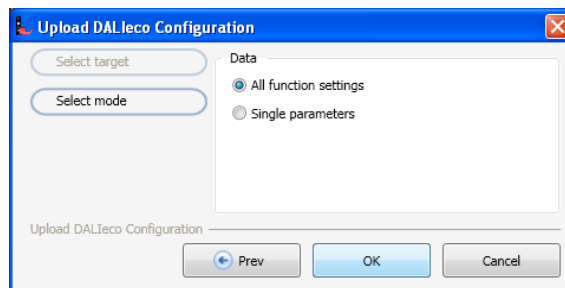 Upload DALIeco Configuration
Select target
Select mode
Data
All function settings
Single parameters
Upload DALIeco Configuration
Prev
OK
Cancel